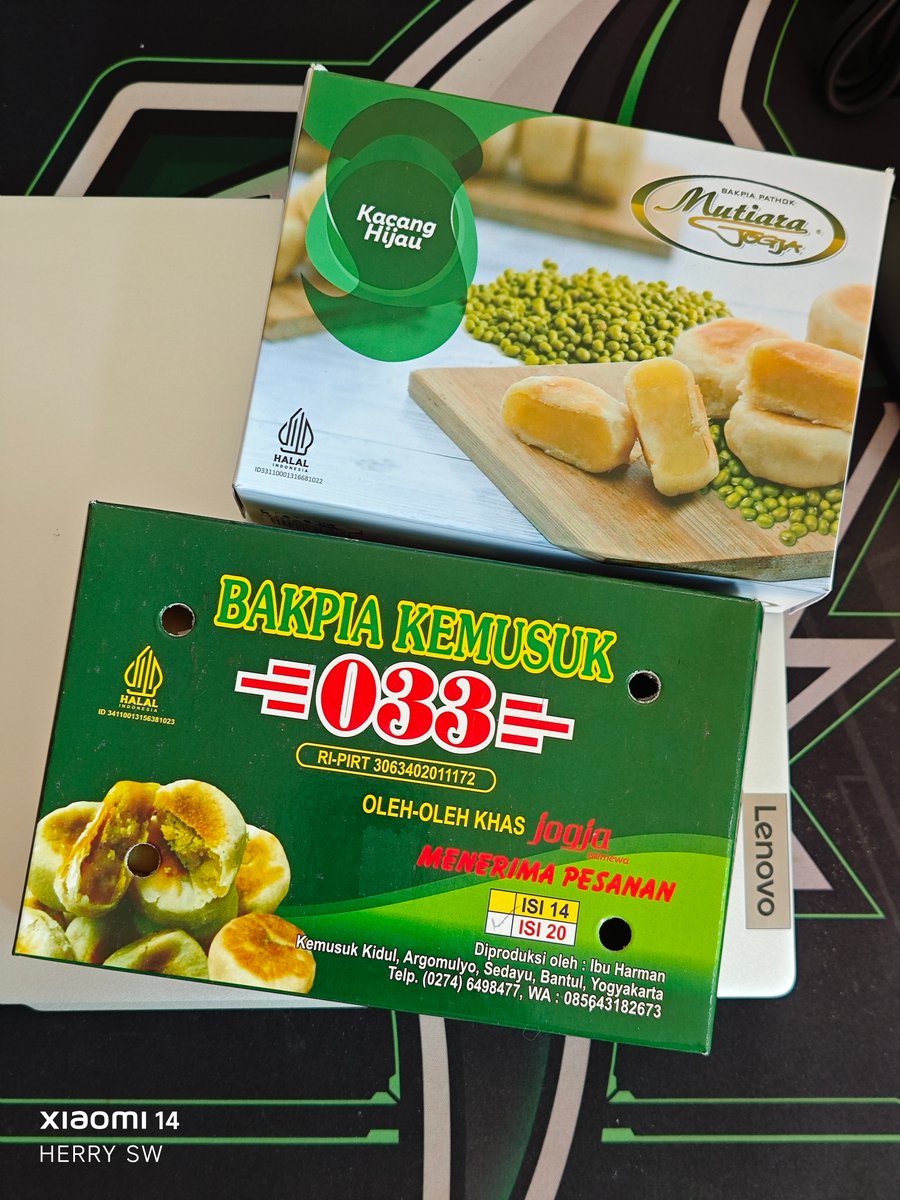 Kacang
Hijau
BAKPIA PATHOK
Mutiara
JOGJA
HALAL
INDONESIA
ID33110001316681022
BAKPIA KEMUSUK
033
HALAL
INDONESIA
ID 34110013156381023
RI-PIRT 3063402011172
OLEH-OLEH KHAS jogja
istimewa
MENERIMA PESANAN
ISI 14
ISI 20
Diproduksi oleh : Ibu Harman
Kemusuk Kidul, Argomulyo, Sedayu, Bantul, Yogyakarta
Telp. (0274) 6498477, WA : 085643182673
Lenovo
XIAOMI 14
HERRY SW